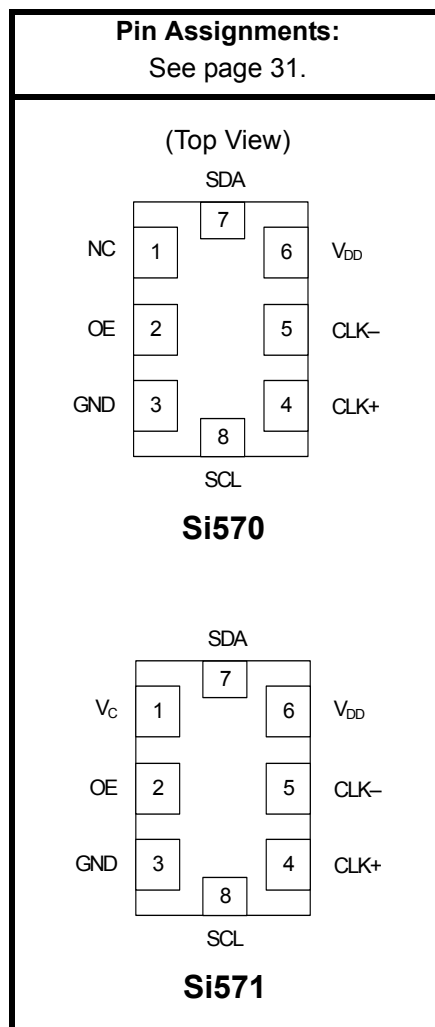 Pin Assignments:
See page 31.
(Top View)
SDA
7
NC 1 6 VDD
OE 2 5 CLK–
GND 3 4 CLK+
8
SCL
Si570
SDA
7
VC 1 6 VDD
OE 2 5 CLK–
GND 3 4 CLK+
8
SCL
Si571